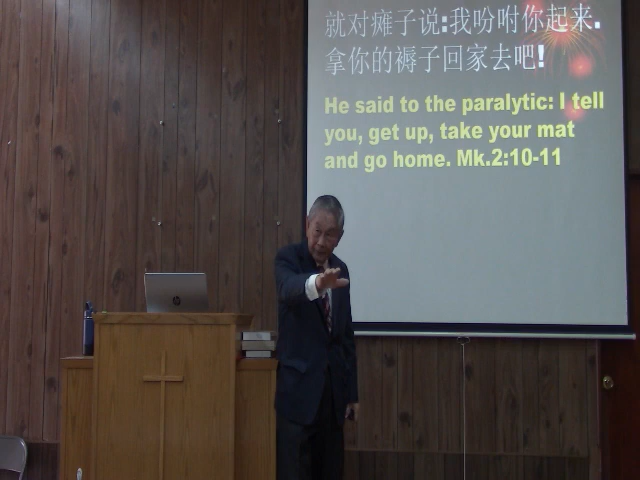 就对瘫子说:我吩咐你起来.
拿你的褥子回家去吧!
He said to the paralytic: I tell
you, get up, take your mat
and go home. Mk.2:10-11
hp